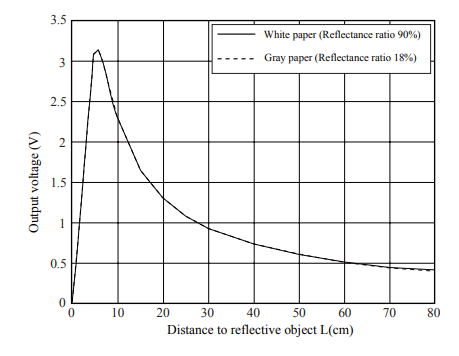 3.5
White paper (Reflectance ratio 90%)
Gray paper (Reflectance ratio 18%)
3
2.5
2
1.5
1
0.5
0
Output voltage (V)
0 10 20 30 40 50 60 70 80
Distance to reflective object L(cm)